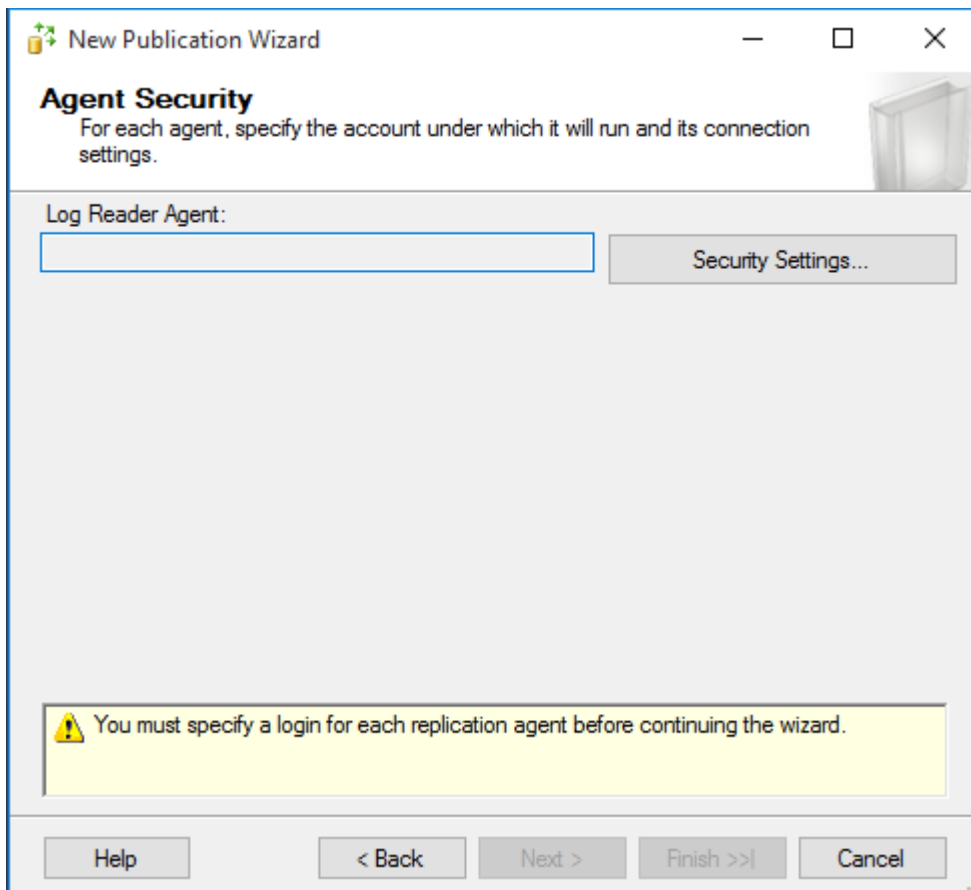 New Publication Wizard
Agent Security
For each agent, specify the account under which it will run and its connection
settings.
Log Reader Agent:
Security Settings...
You must specify a login for each replication agent before continuing the wizard.
Help
< Back
Next >
Finish >>|
Cancel